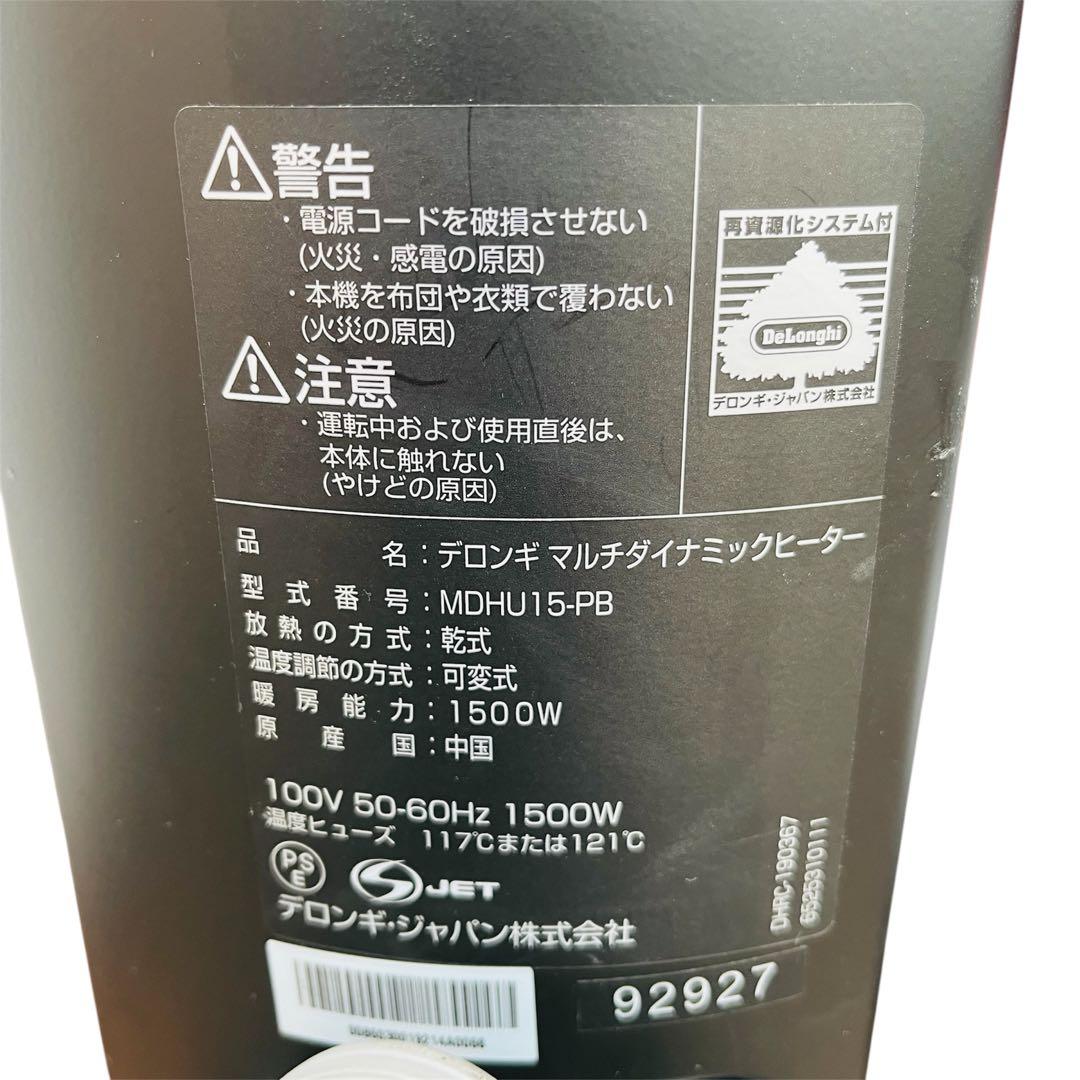 警告
・電源コードを破損させない
(火災・感電の原因)
・本機を布団や衣類で覆わない
(火災の原因)
注意
・運転中および使用直後は、
本体に触れない
(やけどの原因)
再資源化システム付
DeLonghi
デロンギ・ジャパン株式会社
品名：デロンギ マルチダイナミックヒーター
型式番号：MDHU15-PB
放熱の方式：乾式
温度調節の方式：可変式
暖房能力：1500W
原産国：中国
100V 50-60Hz 1500W
温度ヒューズ 117℃または121℃
PSE
S JET
デロンギ・ジャパン株式会社
DHRC-190367
92927